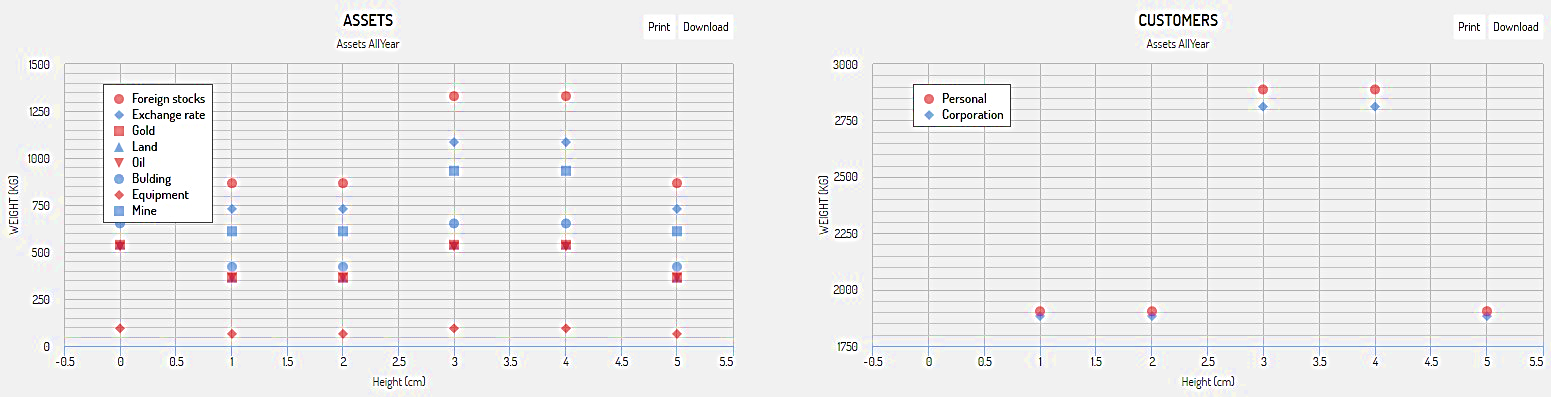 ASSETS
Assets AllYear
Print Download
1500
1250
1000
750
500
250
0
WEIGHT (KG)
Foreign stocks
Exchange rate
Gold
Land
Oil
Bulding
Equipment
Mine
-0.5 0 0.5 1 1.5 2 2.5 3 3.5 4 4.5 5 5.5
Height (cm)
CUSTOMERS
Assets AllYear
Print Download
3000
2750
2500
2250
2000
1750
WEIGHT (KG)
Personal
Corporation
-0.5 0 0.5 1 1.5 2 2.5 3 3.5 4 4.5 5 5.5
Height (cm)